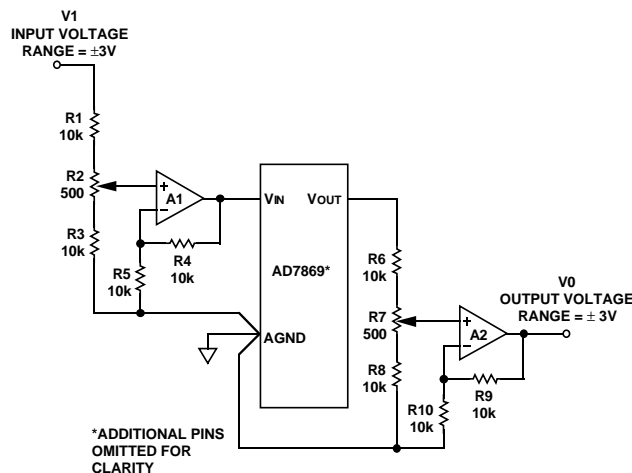 V1
INPUT VOLTAGE
RANGE = ±3V
R1
10k
R2
500
R3
10k
A1
R4
10k
R5
10k
VIN
VOUT
AD7869*
AGND
R6
10k
R7
500
R8
10k
A2
R9
10k
R10
10k
V0
OUTPUT VOLTAGE
RANGE = ± 3V
*ADDITIONAL PINS
OMITTED FOR
CLARITY